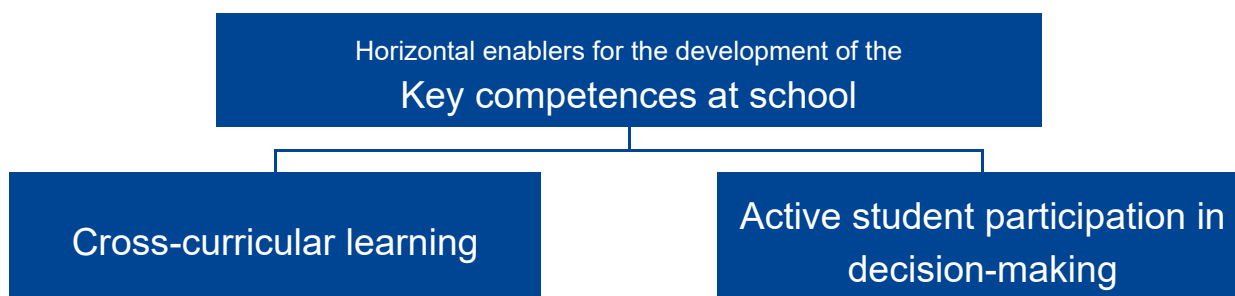 Horizontal enablers for the development of the
Key competences at school
Cross-curricular learning
Active student participation in
decision-making